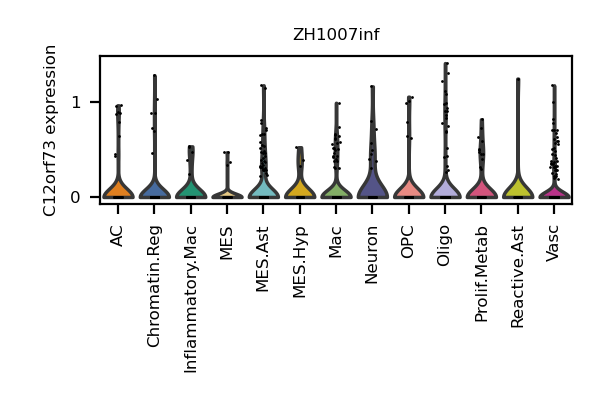 ZH1007inf
C12orf73 expression
1
0
AC
Chromatin.Reg
Inflammatory.Mac
MES
MES.Ast
MES.Hyp
Mac
Neuron
OPC
Oligo
Prolif.Metab
Reactive.Ast
Vasc